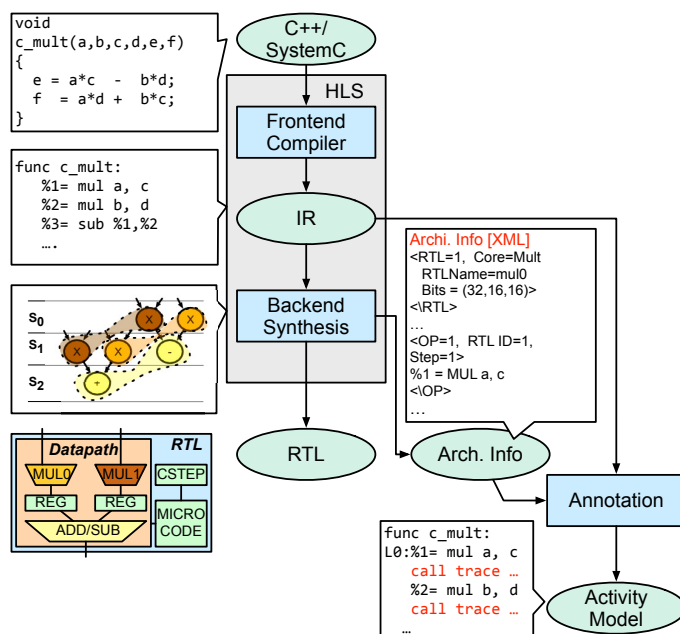 void
c_mult(a,b,c,d,e,f)
{
e = a*c - b*d;
f = a*d + b*c;
}
C++/
SystemC
HLS
Frontend
Compiler
func c_mult:
%1= mul a, c
%2= mul b, d
%3= sub %1,%2
….
IR
Archi. Info [XML]
<RTL=1, Core=Mult
RTLName=mul0
Bits = (32,16,16)>
<\RTL>
…
<OP=1, RTL ID=1,
Step=1>
%1 = MUL a, c
<\OP>
…
Backend
Synthesis
S0
X
X
S1
X
X
-
S2
+
RTL
Arch. Info
Datapath
RTL
MUL0
MUL1
CSTEP
REG
REG
MICRO
CODE
ADD/SUB
Annotation
func c_mult:
L0:%1= mul a, c
call trace …
%2= mul b, d
call trace …
…
Activity
Model